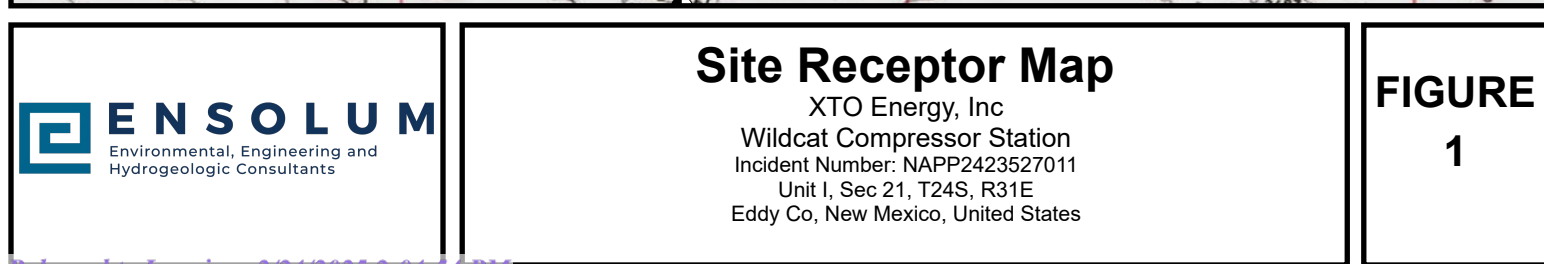 ENSOLUM
Environmental, Engineering and
Hydrogeologic Consultants
Site Receptor Map
XTO Energy, Inc
Wildcat Compressor Station
Incident Number: NAPP2423527011
Unit I, Sec 21, T24S, R31E
Eddy Co, New Mexico, United States
FIGURE
1